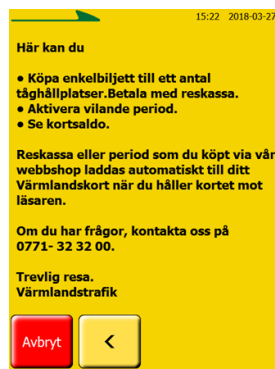 15:22 2018-03-27
Här kan du
• Köpa enkelbiljett till ett antal
tåghållplatser.Betala med reskassa.
• Aktivera vilande period.
• Se kortsaldo.
Reskassa eller period som du köpt via vår
webbshop laddas automatiskt till ditt
Värmlandskort när du håller kortet mot
läsaren.
Om du har frågor, kontakta oss på
0771- 32 32 00.
Trevlig resa.
Värmlandstrafik
Avbryt <